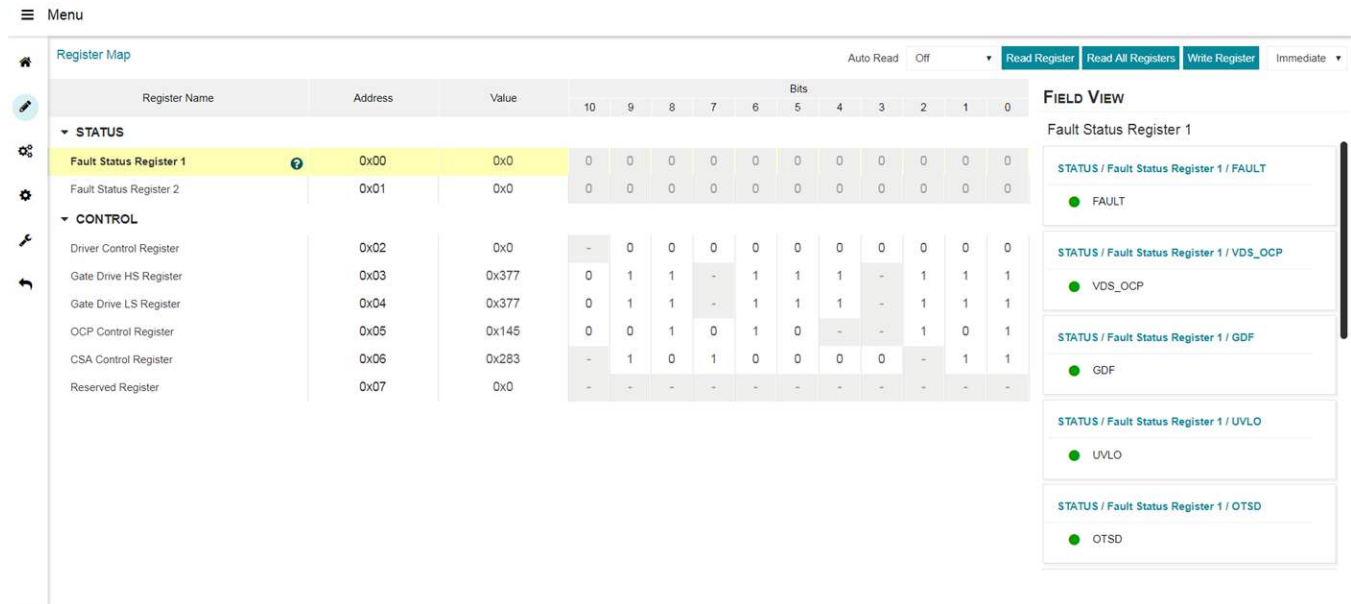 Menu
Register Map Auto Read Off Read Register Read All Registers Write Register Immediate
Register Name Address Value Bits
10 9 8 7 6 5 4 3 2 1 0
STATUS
Fault Status Register 1 ? 0x00 0x0 0 0 0 0 0 0 0 0 0 0 0
Fault Status Register 2 0x01 0x0 0 0 0 0 0 0 0 0 0 0 0
CONTROL
Driver Control Register 0x02 0x0 - 0 0 0 0 0 0 0 0 0 0
Gate Drive HS Register 0x03 0x377 0 1 1 - 1 1 1 - 1 1 1
Gate Drive LS Register 0x04 0x377 0 1 1 - 1 1 1 - 1 1 1
OCP Control Register 0x05 0x145 0 0 1 0 1 0 - - 1 0 1
CSA Control Register 0x06 0x283 - 1 0 1 0 0 0 0 - 1 1
Reserved Register 0x07 0x0 - - - - - - - - - - -
FIELD VIEW
Fault Status Register 1
STATUS / Fault Status Register 1 / FAULT
FAULT
STATUS / Fault Status Register 1 / VDS_OCP
VDS_OCP
STATUS / Fault Status Register 1 / GDF
GDF
STATUS / Fault Status Register 1 / UVLO
UVLO
STATUS / Fault Status Register 1 / OTSD
OTSD